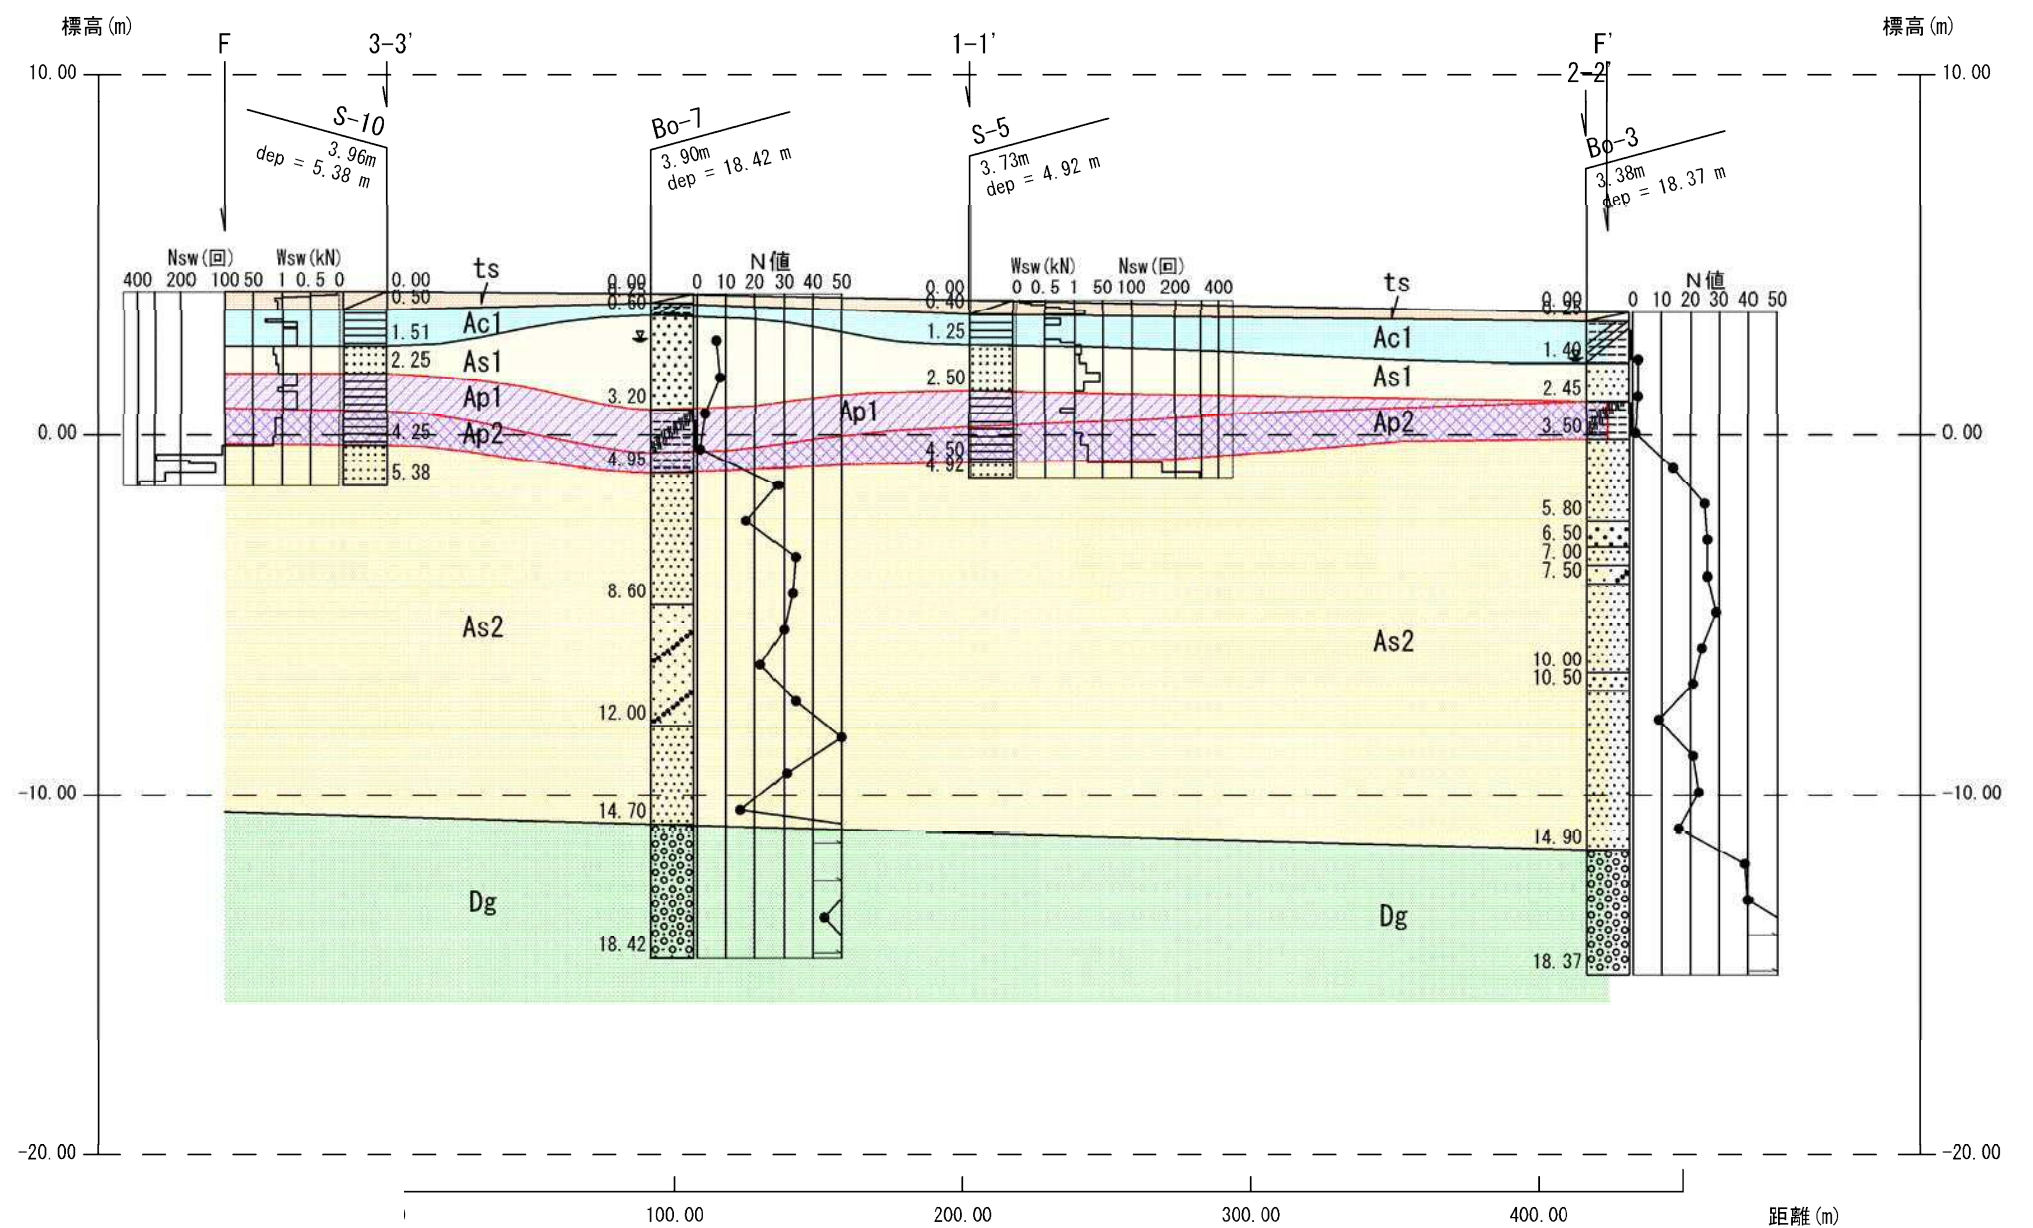 標高(m)
標高(m)
F
3-3'
1-1'
F'
2-2'
10.00
10.00
S-10
3.96m
dep = 5.38 m
Bo-7
3.90m
dep = 18.42 m
S-5
3.73m
dep = 4.92 m
Bo-3
3.38m
dep = 18.37 m
Nsw(回)
Wsw(kN)
400 200 100 50 1 0.5 0
N値
0 10 20 30 40 50
Wsw(kN)
Nsw(回)
0 0.5 1 50 100 200 400
N値
0 10 20 30 40 50
ts
ts
0.00
0.50
1.51
2.25
4.25
5.38
0.00
0.60
3.20
4.95
8.60
12.00
14.70
18.42
0.00
0.40
1.25
2.50
4.50
4.92
0.00
0.25
1.40
2.45
3.50
5.80
6.50
7.00
7.50
10.00
10.50
14.90
18.37
Ac1
As1
Ap1
Ap2
Ap1
Ac1
As1
Ap2
As2
As2
Dg
Dg
0.00
0.00
-10.00
-10.00
-20.00
-20.00
100.00
200.00
300.00
400.00
距離(m)